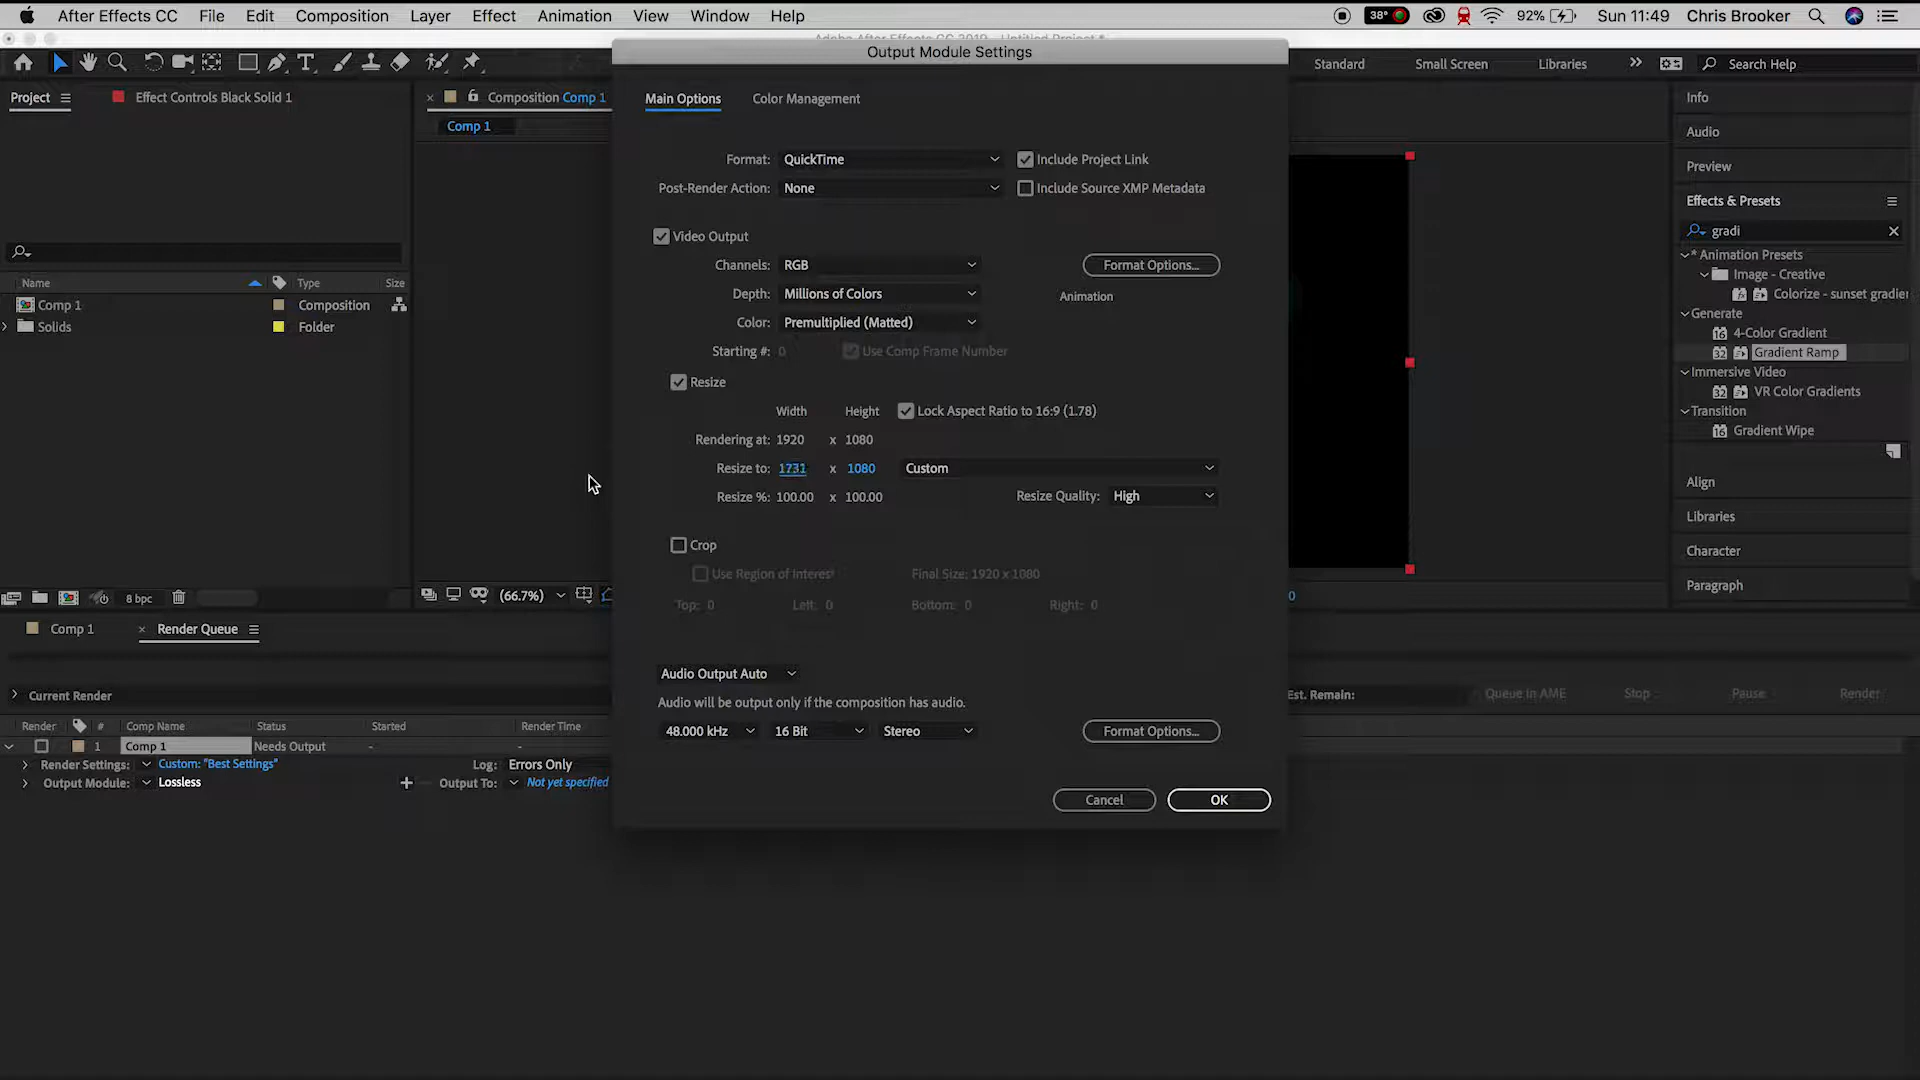 After Effects CC File Edit Composition Layer Effect Animation View Window Help 38° 92% Sun 11:49 Chris Brooker
Output Module Settings
Standard Small Screen Libraries Search Help
Project Effect Controls Black Solid 1 Composition Comp 1 Main Options Color Management Info
Comp 1 Audio
Format: QuickTime Include Project Link Preview
Post-Render Action: None Include Source XMP Metadata
Effects & Presets
Video Output gradi
Channels: RGB Format Options... * Animation Presets
Image - Creative
Name Type Size Depth: Millions of Colors Animation Colorize - sunset gradie
Comp 1 Composition Generate
Solids Folder Color: Premultiplied (Matted) 4-Color Gradient
Starting #: 0 Use Comp Frame Number 32 Gradient Ramp
Immersive Video
Resize 32 VR Color Gradients
Width Height Lock Aspect Ratio to 16:9 (1.78) Transition
Rendering at: 1920 x 1080 16 Gradient Wipe
Resize to: 1731 x 1080 Custom
Align
Resize %: 100.00 x 100.00 Resize Quality: High
Libraries
Crop Character
Use Region of Interest Final Size: 1920 x 1080
Paragraph
8 bpc (66.7%) Top: 0 Left: 0 Bottom: 0 Right: 0
Comp 1 Render Queue
Audio Output Auto
Current Render Est. Remain: Queue in AME Stop Pause Render
Audio will be output only if the composition has audio.
Render # Comp Name Status Started Render Time 48.000 kHz 16 Bit Stereo Format Options...
1 Comp 1 Needs Output - -
Render Settings: Custom: "Best Settings" Log: Errors Only
Output Module: Lossless Output To: Not yet specified
Cancel OK